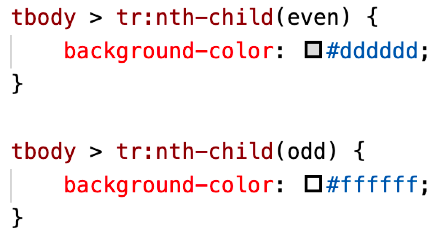 tbody > tr:nth-child(even) {
    background-color: #dddddd;
}
tbody > tr:nth-child(odd) {
    background-color: #ffffff;
}